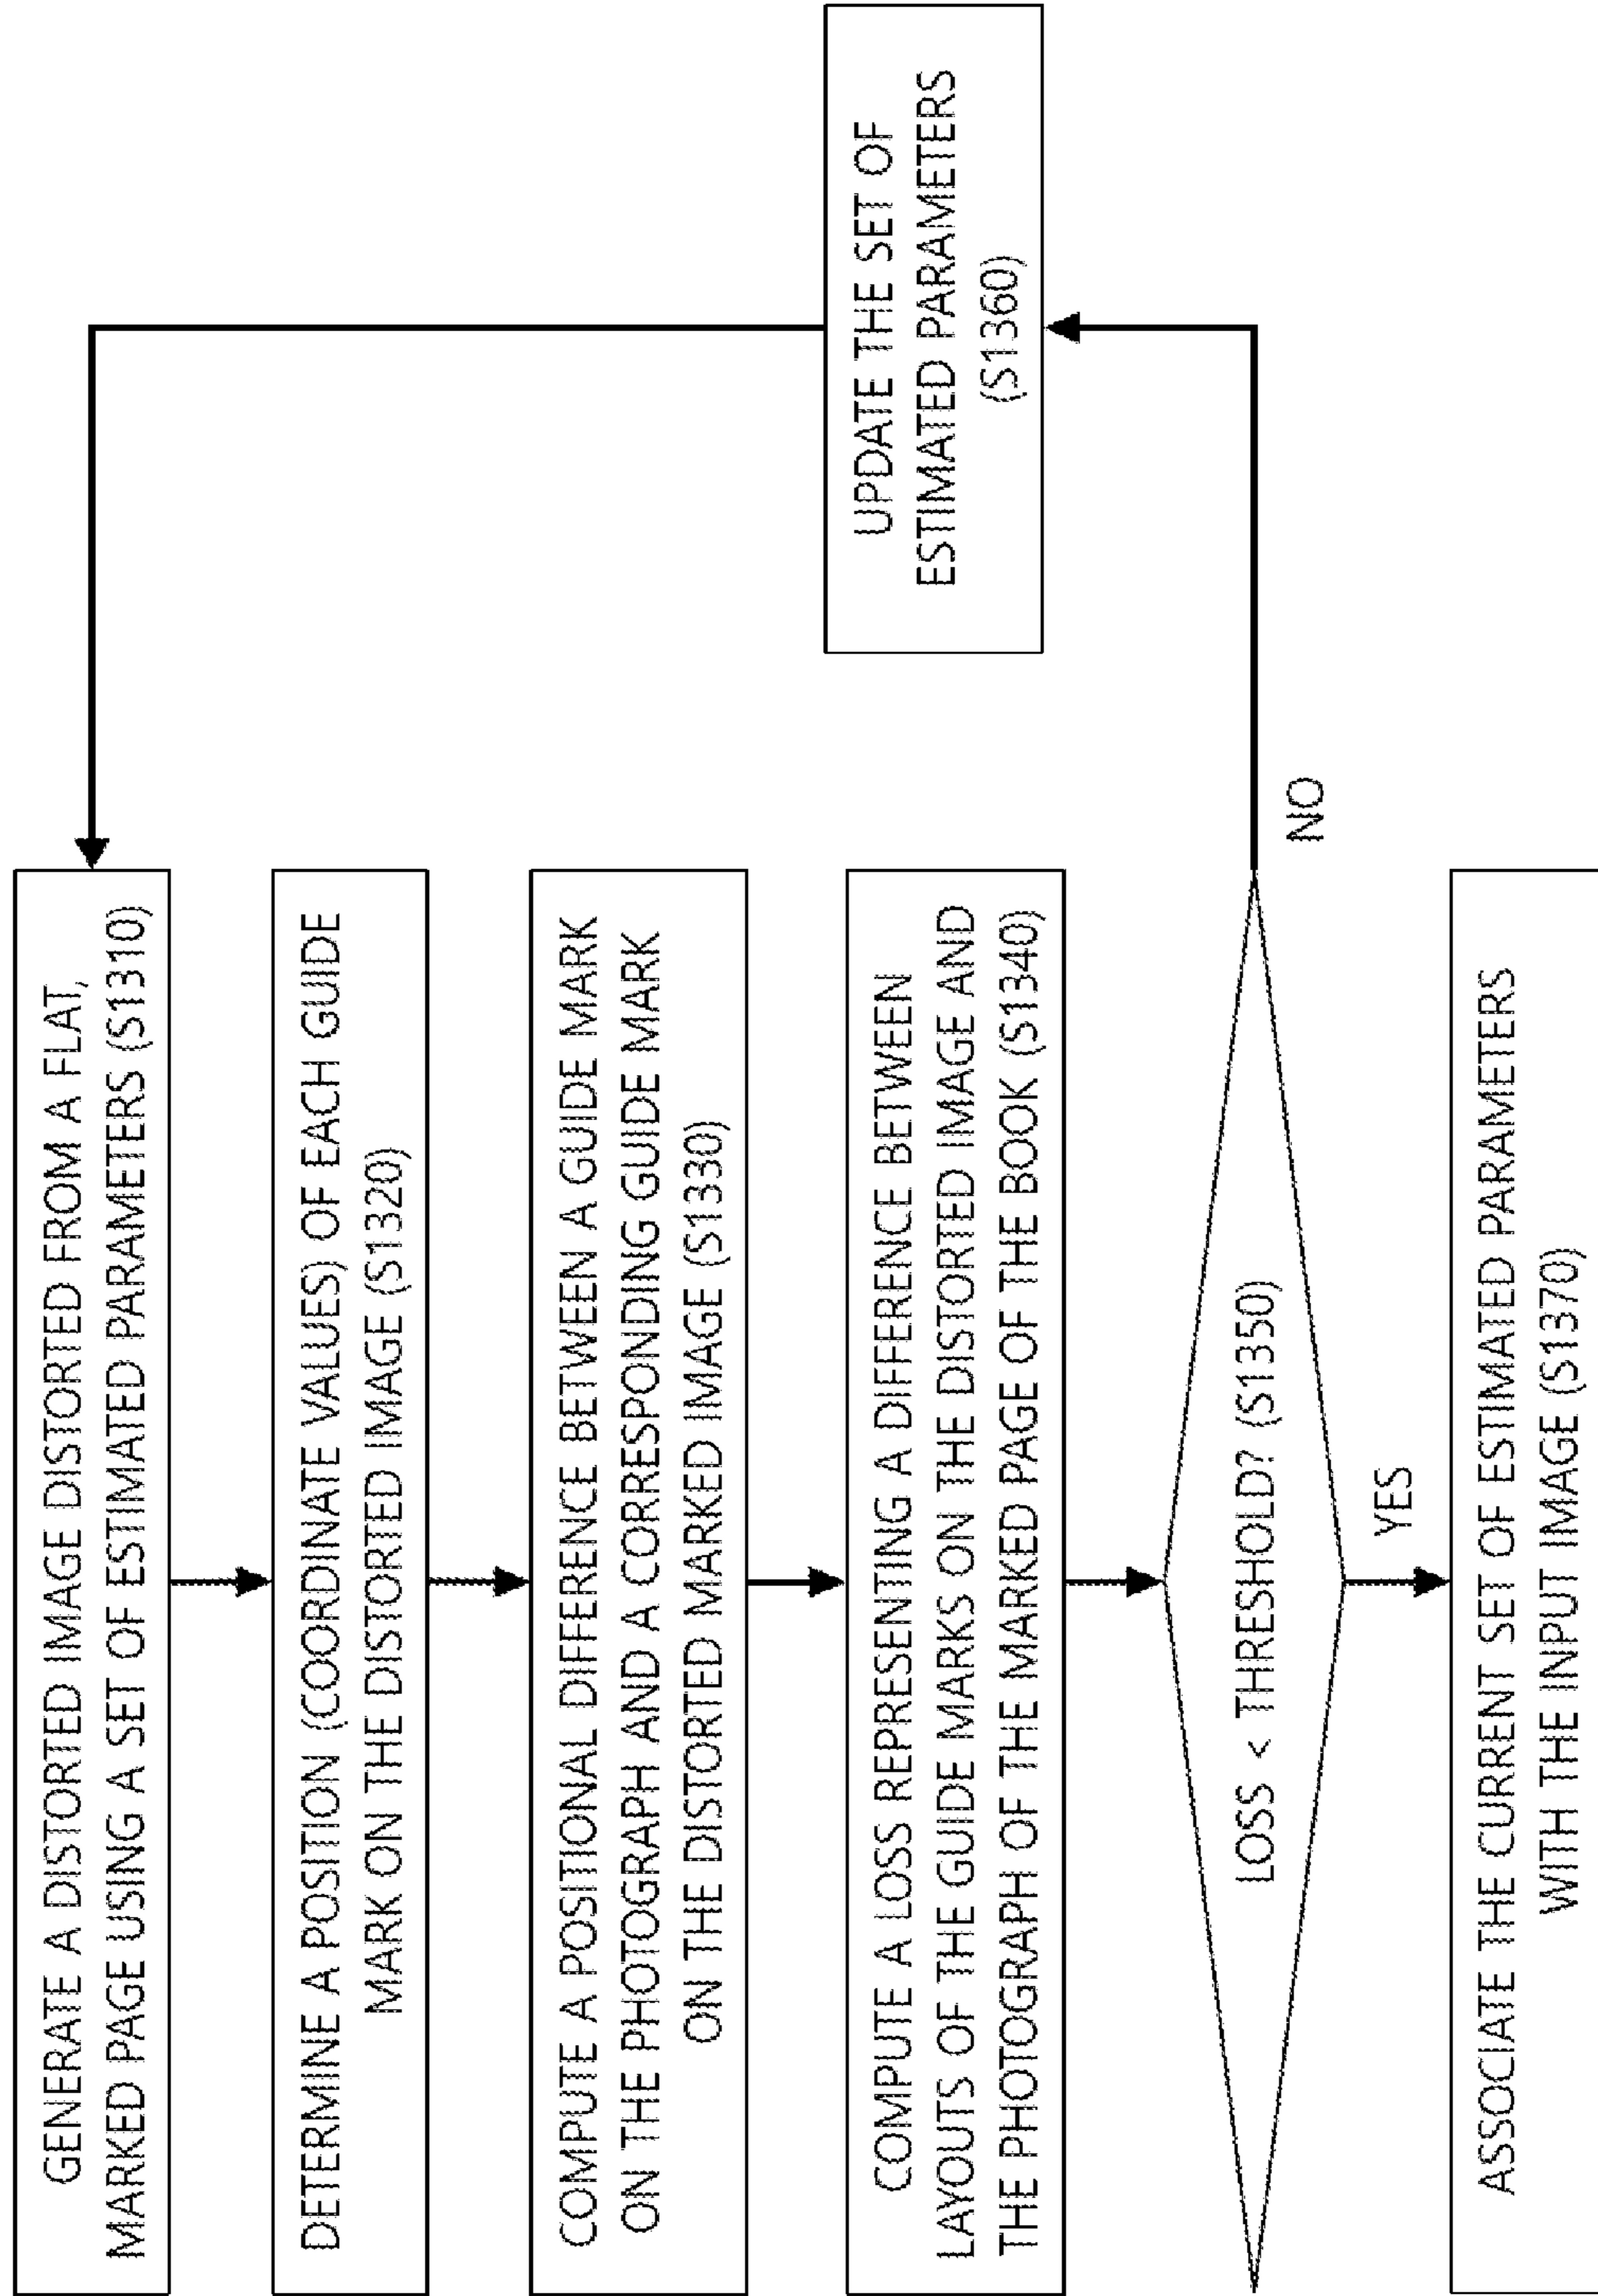 GENERATE A DISTORTED IMAGE DISTORTED FROM A FLAT,
MARKED PAGE USING A SET OF ESTIMATED PARAMETERS (S1310)
DETERMINE A POSITION (COORDINATE VALUES) OF EACH GUIDE
MARK ON THE DISTORTED IMAGE (S1320)
COMPUTE A POSITIONAL DIFFERENCE BETWEEN A GUIDE MARK
ON THE PHOTOGRAPH AND A CORRESPONDING GUIDE MARK
ON THE DISTORTED MARKED IMAGE (S1330)
COMPUTE A LOSS REPRESENTING A DIFFERENCE BETWEEN
LAYOUTS OF THE GUIDE MARKS ON THE DISTORTED IMAGE AND
THE PHOTOGRAPH OF THE MARKED PAGE OF THE BOOK (S1340)
LOSS < THRESHOLD? (S1350)
NO
UPDATE THE SET OF
ESTIMATED PARAMETERS
(S1360)
YES
ASSOCIATE THE CURRENT SET OF ESTIMATED PARAMETERS
WITH THE INPUT IMAGE (S1370)